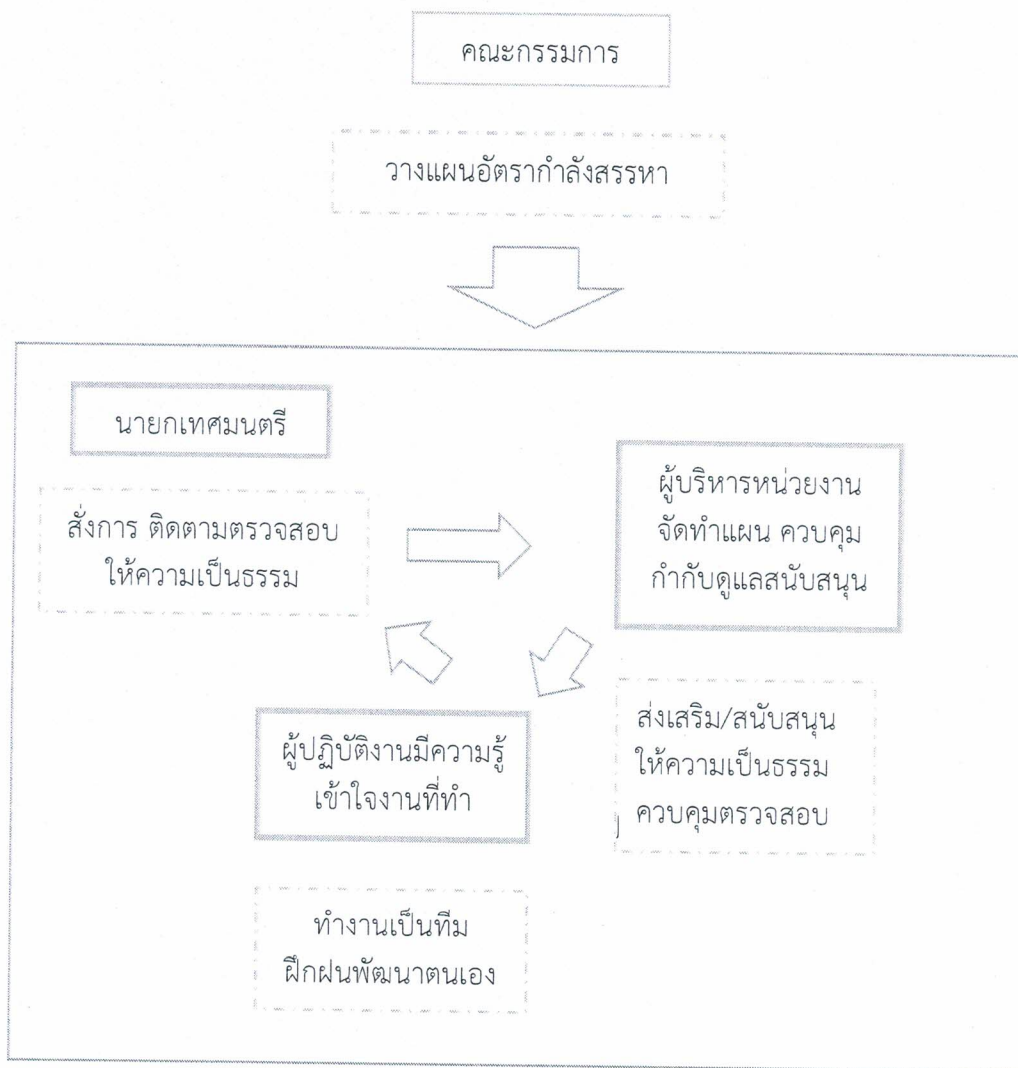 คณะกรรมการ
วางแผนอัตรากำลังสรรหา
นายกเทศมนตรี
สั่งการ ติดตามตรวจสอบ
ให้ความเป็นธรรม
ผู้บริหารหน่วยงาน
จัดทำแผน ควบคุม
กำกับดูแลสนับสนุน
ส่งเสริม/สนับสนุน
ให้ความเป็นธรรม
ควบคุมตรวจสอบ
ผู้ปฏิบัติงานมีความรู้
เข้าใจงานที่ทำ
ทำงานเป็นทีม
ฝึกฝนพัฒนาตนเอง